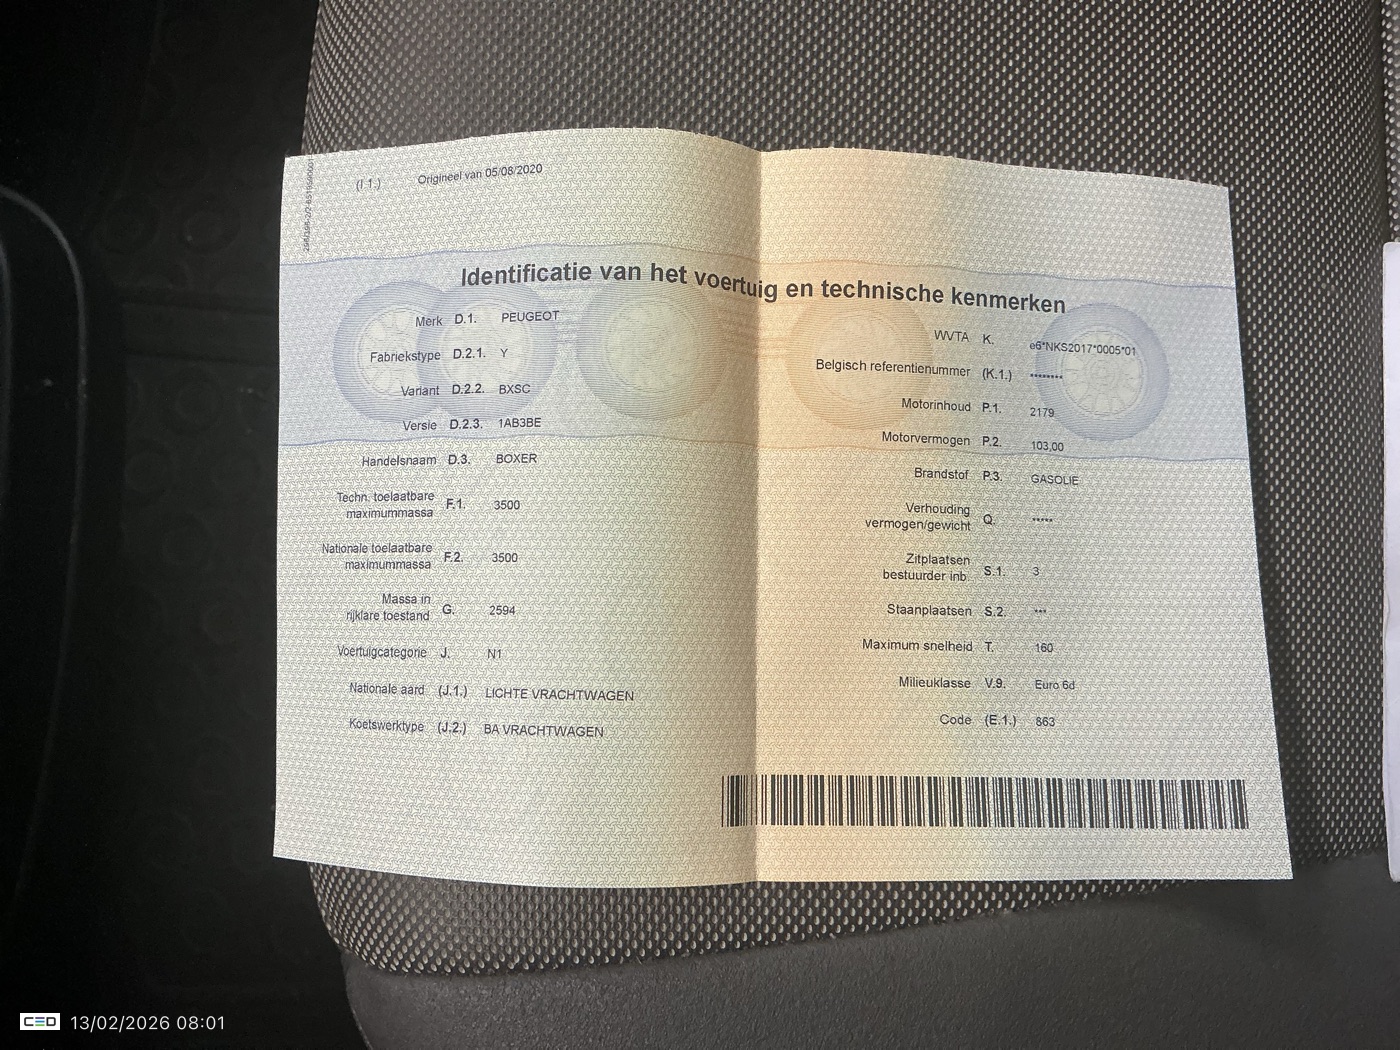 (I.1.) Origineel van 05/08/2020
Identificatie van het voertuig en technische kenmerken
Merk D.1. PEUGEOT
Fabriekstype D.2.1. Y
Variant D.2.2. BXSC
Versie D.2.3. 1AB3BE
Handelsnaam D.3. BOXER
Techn. toelaatbare
maximummassa F.1. 3500
Nationale toelaatbare
maximummassa F.2. 3500
Massa in
rijklare toestand G. 2594
Voertuigcategorie J. N1
Nationale aard (J.1.) LICHTE VRACHTWAGEN
Koetswerktype (J.2.) BA VRACHTWAGEN
WVTA K. e6*NKS2017*0005*01
Belgisch referentienummer (K.1.) ********
Motorinhoud P.1. 2179
Motorvermogen P.2. 103,00
Brandstof P.3. GASOLIE
Verhouding
vermogen/gewicht Q. *****
Zitplaatsen
bestuurder inb. S.1. 3
Staanplaatsen S.2. ***
Maximum snelheid T. 160
Milieuklasse V.9. Euro 6d
Code (E.1.) 863
CED 13/02/2026 08:01